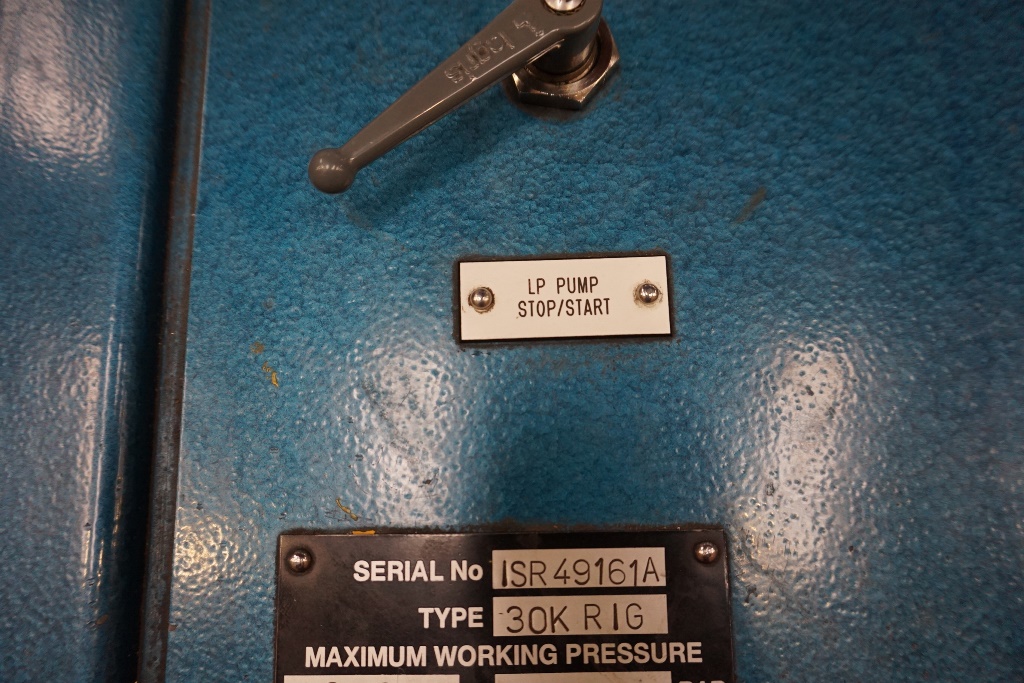 LP PUMP
STOP/START
SERIAL No ISR49161A
TYPE 30K RIG
MAXIMUM WORKING PRESSURE